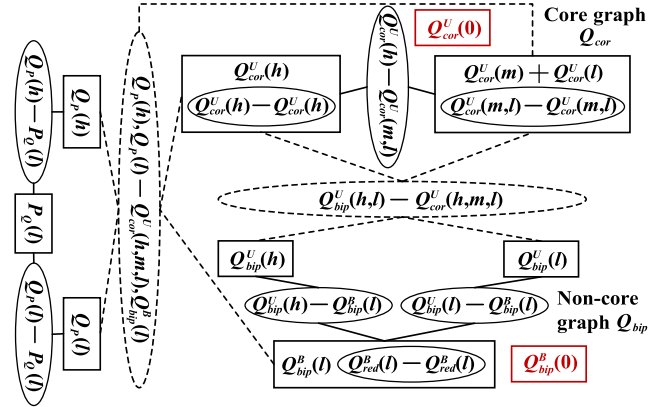 Core graph
Q_cor
Q^U_cor(0)
Q^U_cor(h)
Q^U_cor(h) − Q^U_cor(h)
Q^U_cor(h) − Q^U_cor(m,l)
Q^U_cor(m) + Q^U_cor(l)
Q^U_cor(m,l) − Q^U_cor(m,l)
Q_P(h) − P_Q(l)
Q_P(h)
P_Q(l)
Q_P(l) − P_Q(l)
Q_P(l)
Q_P(h),Q_P(l) − Q^U_cor(h,m,l),Q^B_bip(l)
Q^U_bip(h,l) − Q^U_cor(h,m,l)
Q^U_bip(h)
Q^U_bip(l)
Q^U_bip(h) − Q^B_bip(l)
Q^U_bip(l) − Q^B_bip(l)
Non-core
graph Q_bip
Q^B_bip(l)
Q^B_red(l) − Q^B_red(l)
Q^B_bip(0)